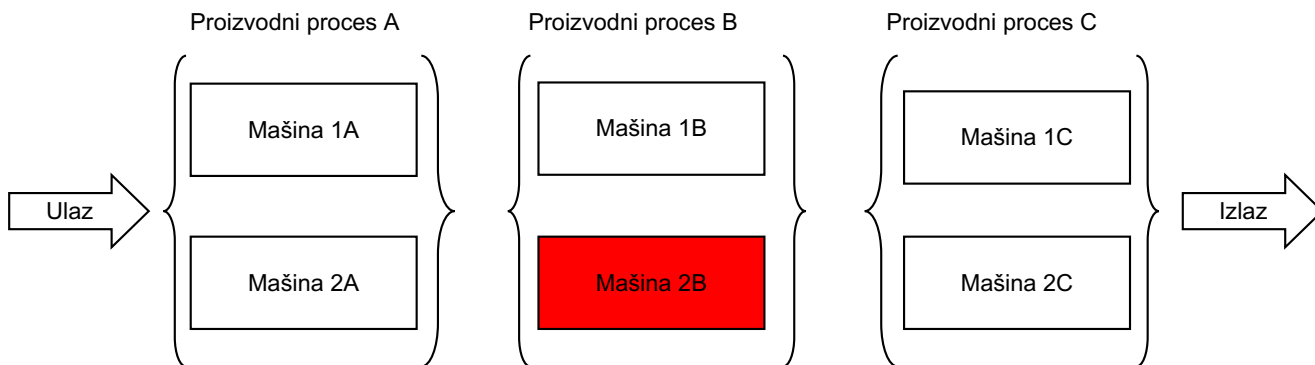 Proizvodni proces A
Proizvodni proces B
Proizvodni proces C
Mašina 1A
Mašina 1B
Mašina 1C
Ulaz
Izlaz
Mašina 2A
Mašina 2B
Mašina 2C